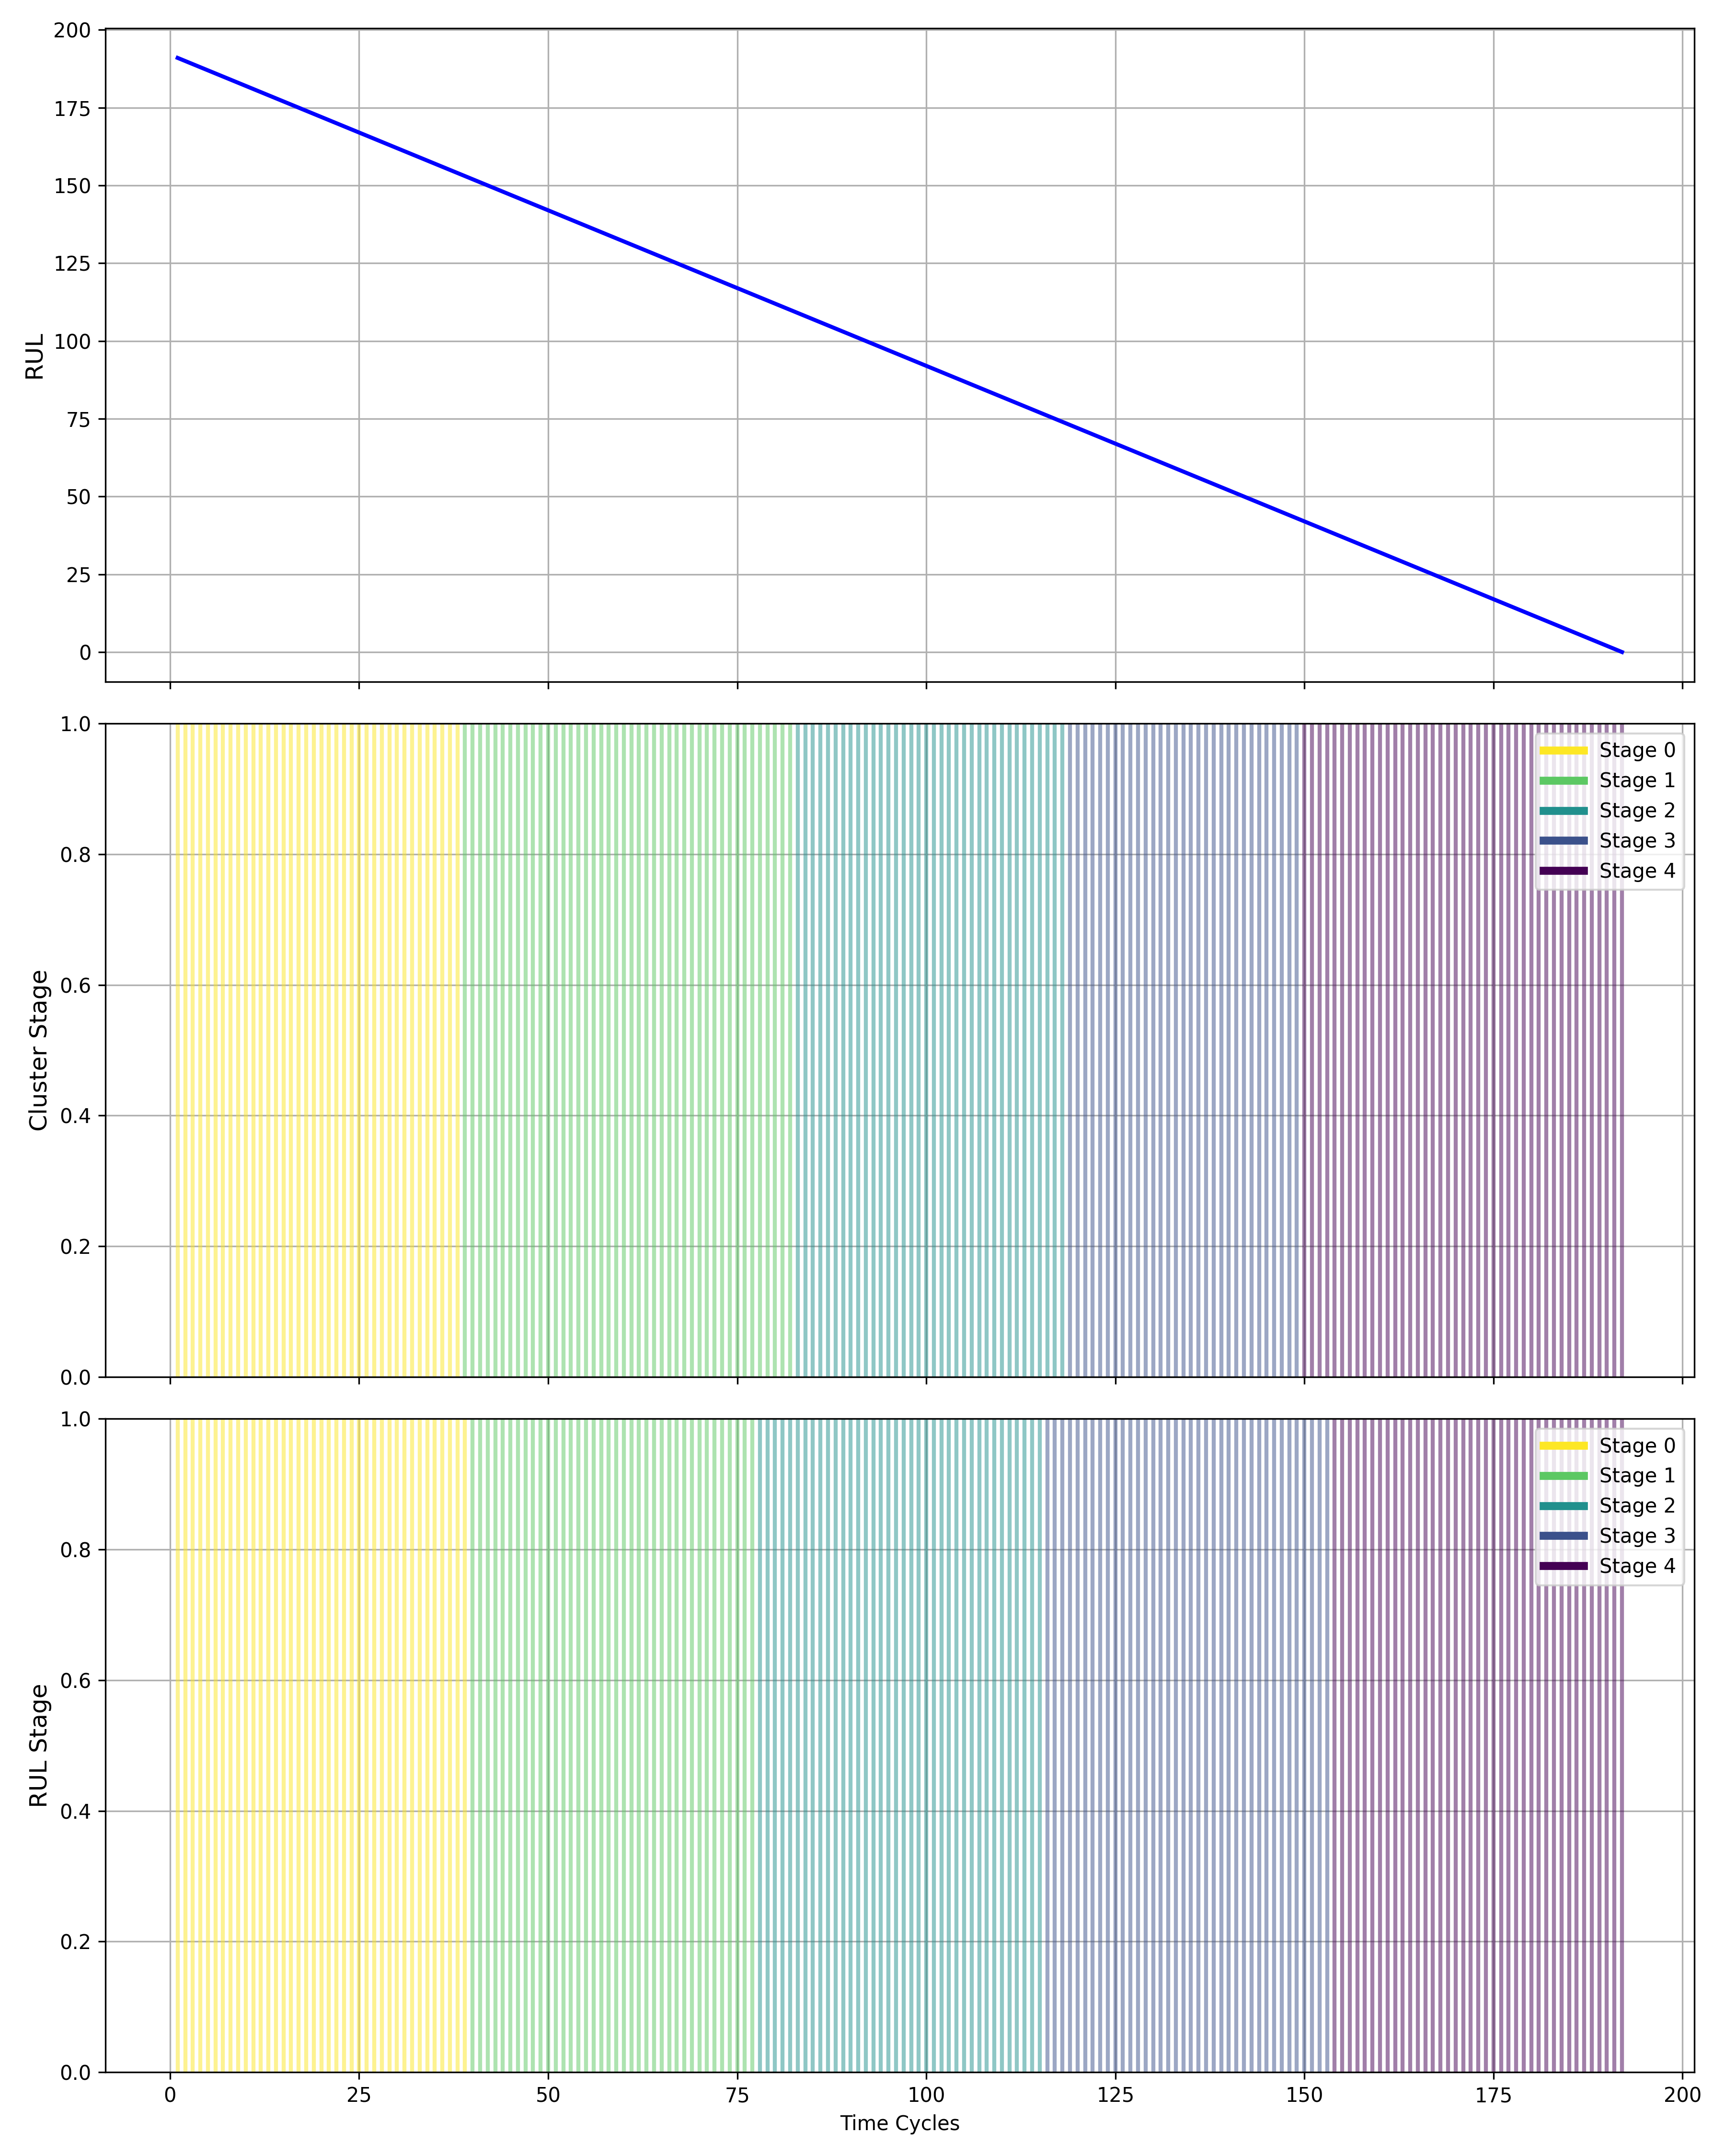 200
175
150
125
100
75
50
25
0
RUL
1.0
0.8
0.6
0.4
0.2
0.0
Cluster Stage
Stage 0
Stage 1
Stage 2
Stage 3
Stage 4
1.0
0.8
0.6
0.4
0.2
0.0
RUL Stage
Stage 0
Stage 1
Stage 2
Stage 3
Stage 4
0 25 50 75 100 125 150 175 200
Time Cycles